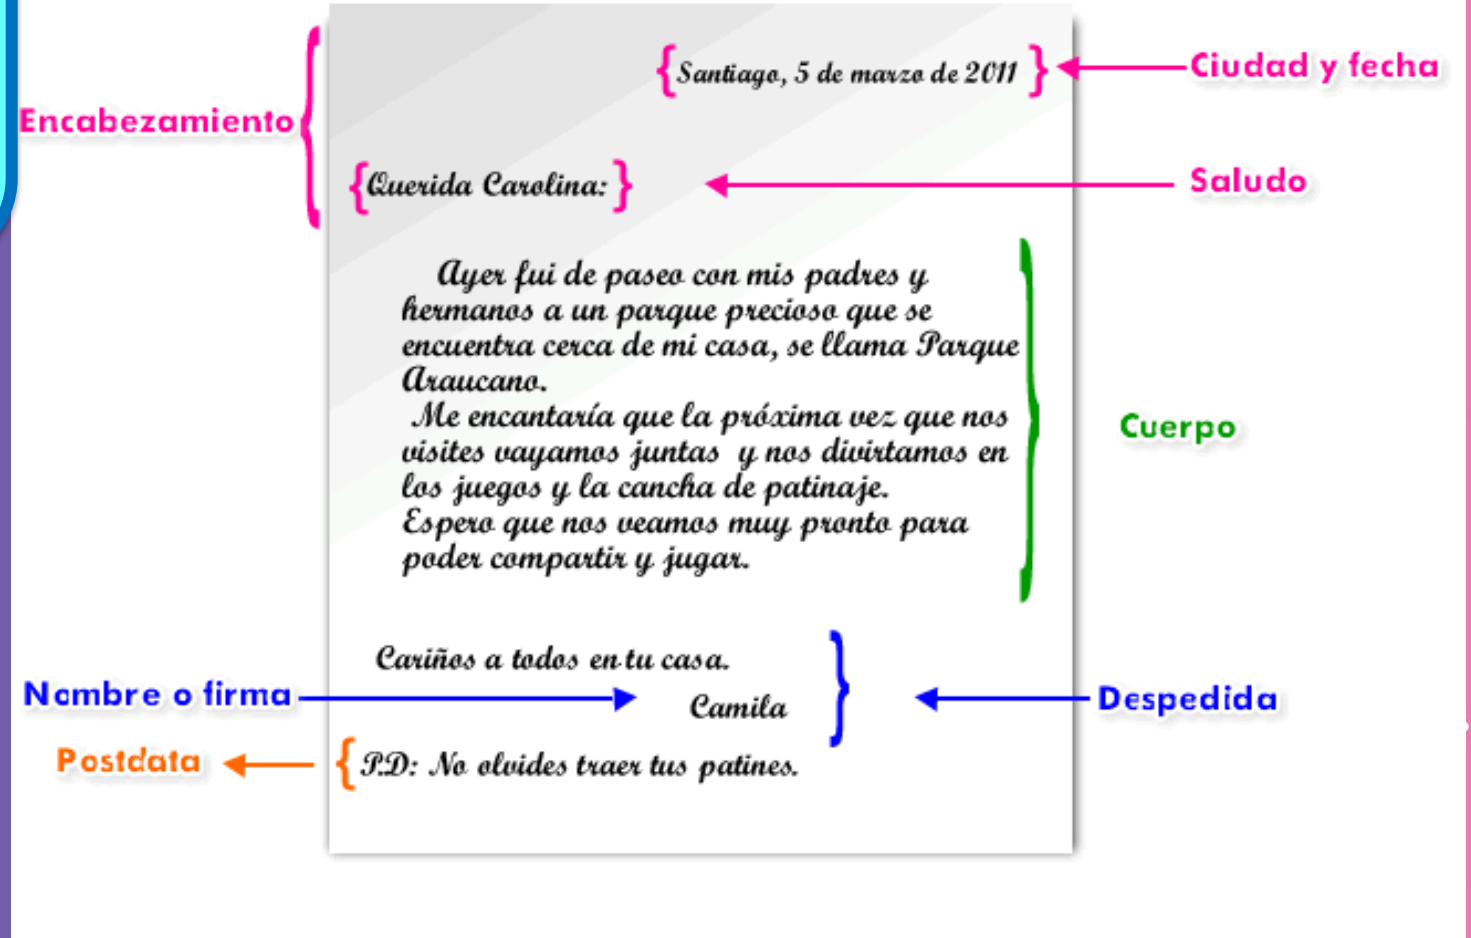 Santiago, 5 de marzo de 2011
Ciudad y fecha
Encabezamiento
Querida Carolina:
Saludo
Ayer fui de paseo con mis padres y
hermanos a un parque precioso que se
encuentra cerca de mi casa, se llama Parque
Araucano.
Me encantaría que la próxima vez que nos
visites vayamos juntas y nos divirtamos en
los juegos y la cancha de patinaje.
Espero que nos veamos muy pronto para
poder compartir y jugar.
Cuerpo
Cariños a todos en tu casa.
Nombre o firma
Camila
Despedida
Postdata
P.D: No olvides traer tus patines.